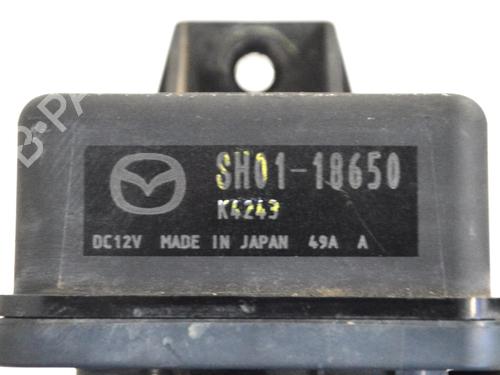 SH01-18650
K4243
DC12V MADE IN JAPAN 49A A